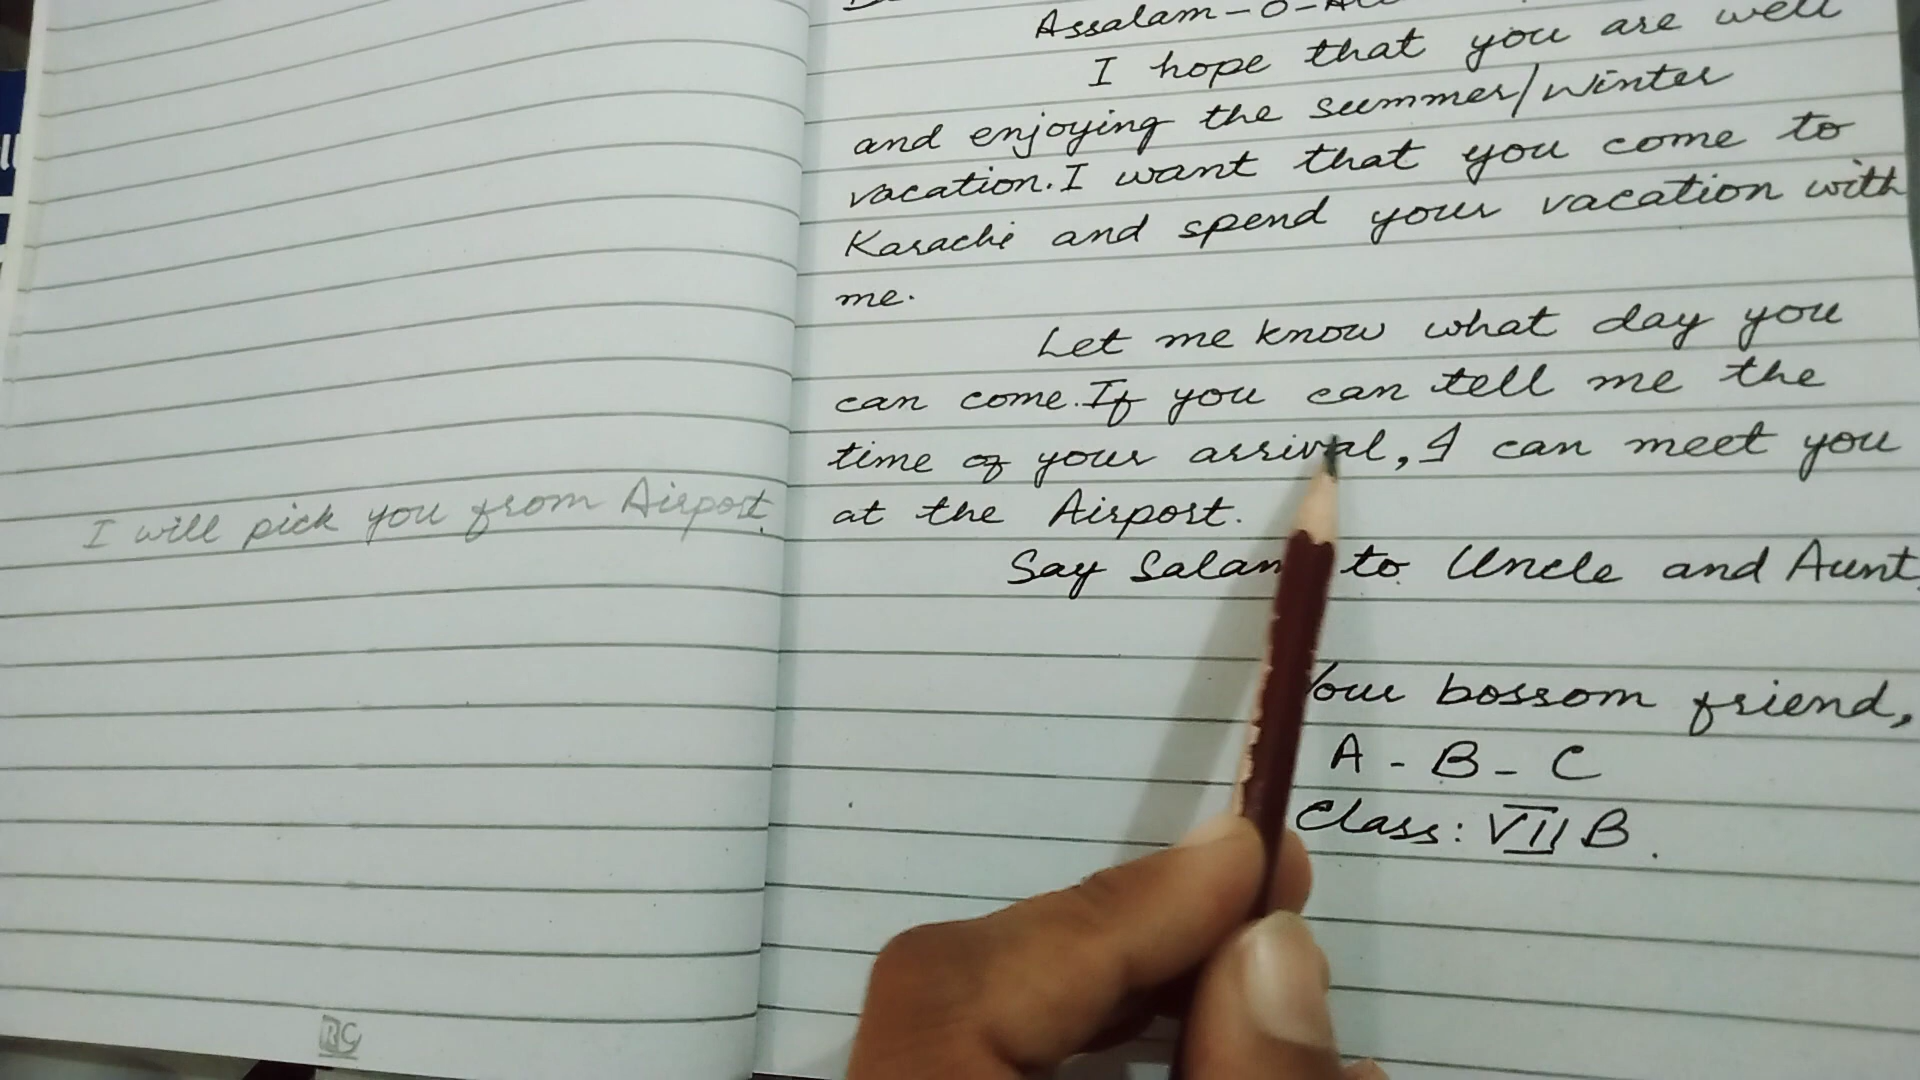 Assalam-O-
I hope that you are well
and enjoying the summer/winter
vacation. I want that you come to
Karachi and spend your vacation with
me.
Let me know what day you
can come. If you can tell me the
time of your arrival, I can meet you
at the Airport.
I will pick you from Airport.
Say Salam to Uncle and Aunt
Your bossom friend,
A - B - C
Class: VII B.